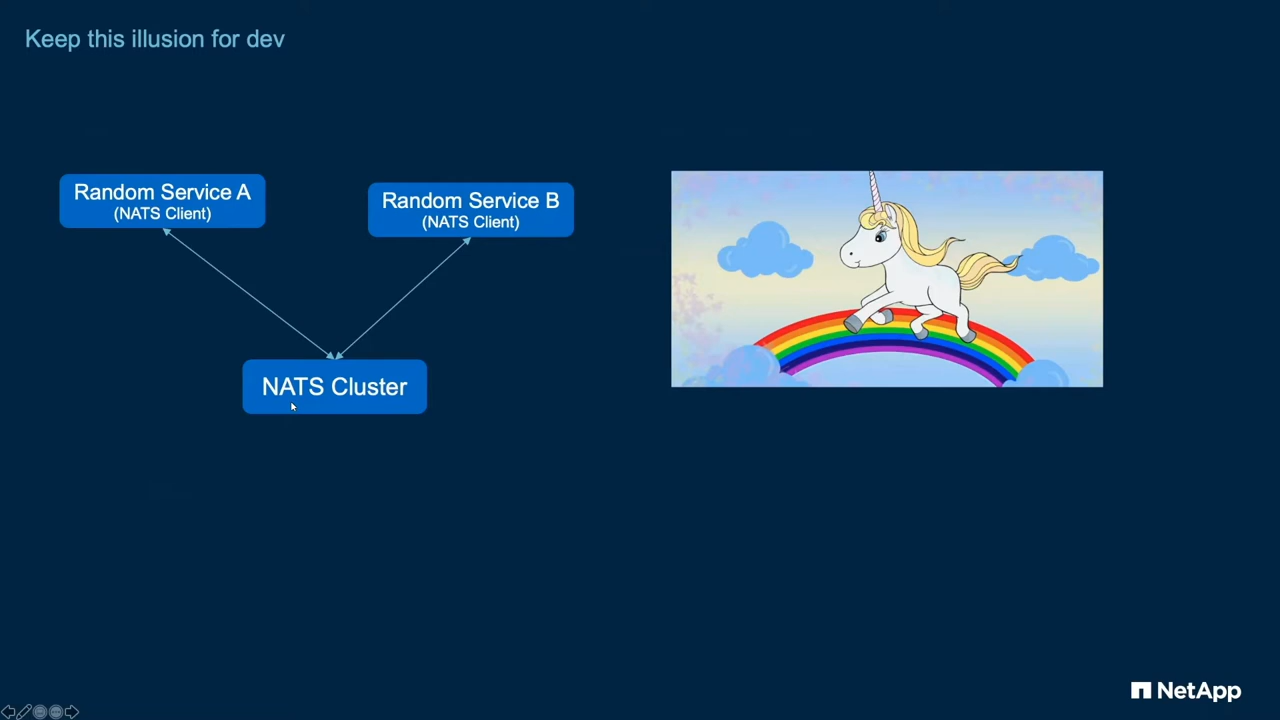 Keep this illusion for dev
Random Service A
(NATS Client)
Random Service B
(NATS Client)
NATS Cluster
NetApp